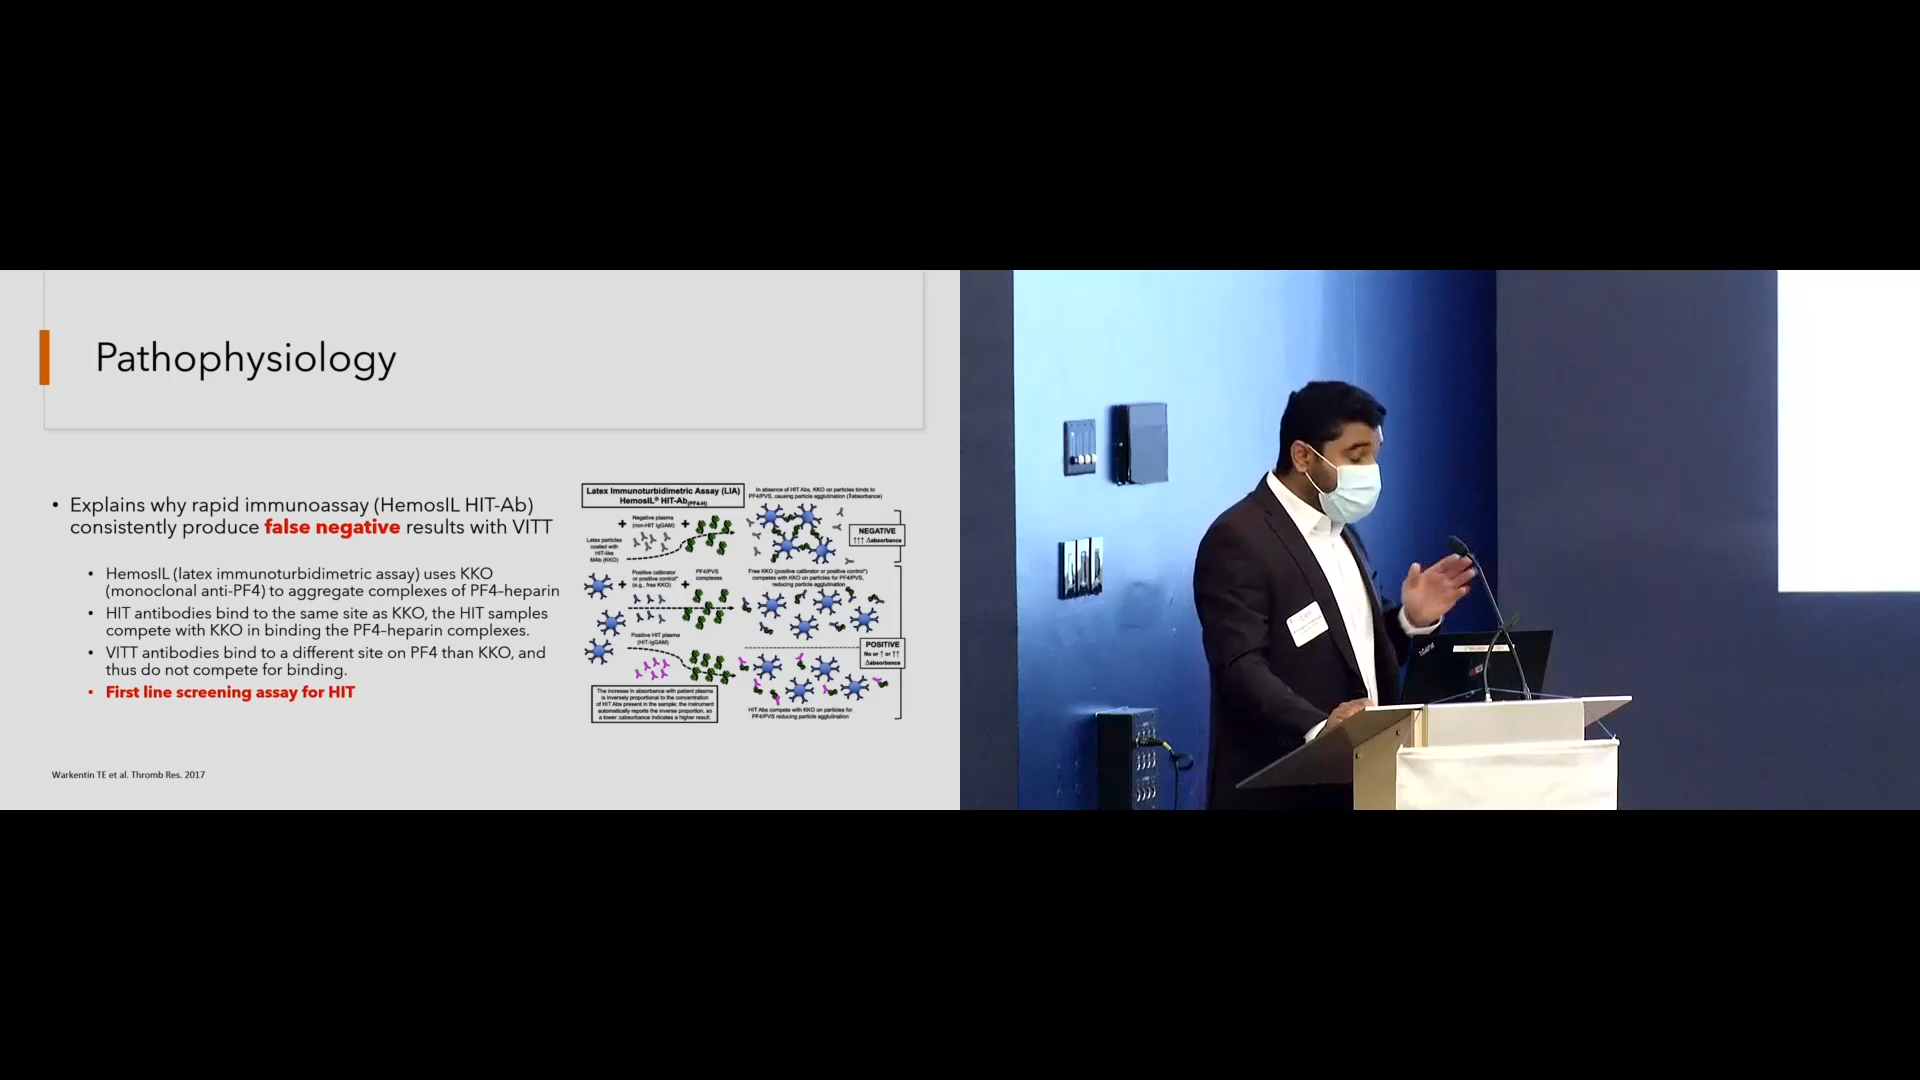 Pathophysiology
• Explains why rapid immunoassay (HemosIL HIT-Ab)
consistently produce false negative results with VITT
• HemosIL (latex immunoturbidimetric assay) uses KKO
(monoclonal anti-PF4) to aggregate complexes of PF4–heparin
• HIT antibodies bind to the same site as KKO, the HIT samples
compete with KKO in binding the PF4–heparin complexes.
• VITT antibodies bind to a different site on PF4 than KKO, and
thus do not compete for binding.
• First line screening assay for HIT
Warkentin TE et al. Thromb Res. 2017
Latex Immunoturbidimetric Assay (LIA)
HemosIL® HIT-Ab(PF4-H)
In absence of HIT Abs, KKO on particles binds to
PF4/PVS, causing particle agglutination (↑absorbance)
+ Negative plasma +
(non-HIT IgGAM)
Latex particles
coated with
HIT-like
MAb (KKO)
NEGATIVE
↑↑↑ Δabsorbance
+ Positive calibrator +
or positive control*
(e.g., free KKO)
PF4/PVS
complexes
Free KKO (positive calibrator or positive control*)
competes with KKO on particles for PF4/PVS,
reducing particle agglutination
Positive HIT plasma
(HIT-IgGAM)
POSITIVE
No or ↑ or ↑↑
Δabsorbance
The increase in absorbance with patient plasma
is inversely proportional to the concentration
of HIT Abs present in the sample; the instrument
automatically reports the inverse proportion, so
a lower Δabsorbance indicates a higher result.
HIT Abs compete with KKO on particles for
PF4/PVS reducing particle agglutination